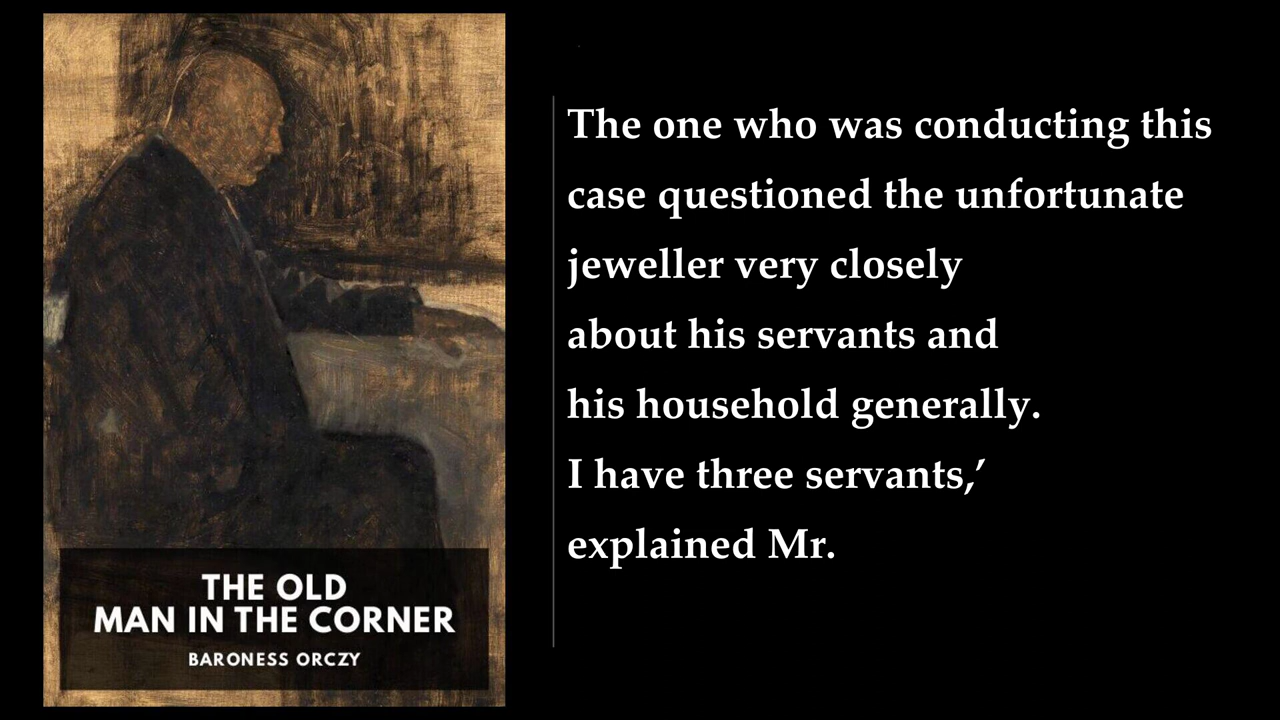 THE OLD
MAN IN THE CORNER
BARONESS ORCZY
The one who was conducting this
case questioned the unfortunate
jeweller very closely
about his servants and
his household generally.
I have three servants,’
explained Mr.